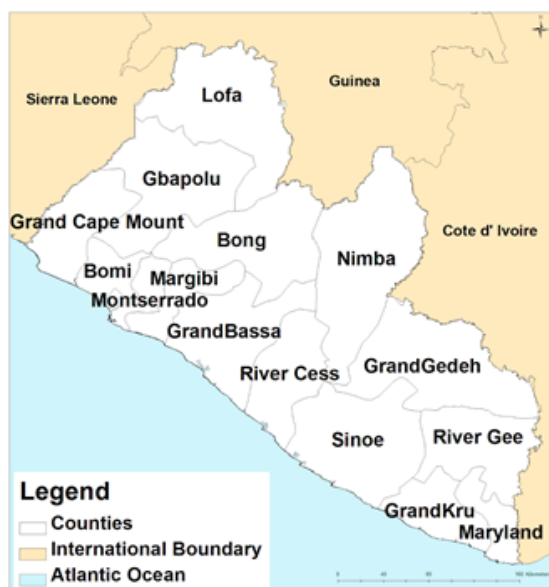 Lofa
Guinea
Sierra Leone
Gbapolu
Grand Cape Mount
Bong
Cote d' Ivoire
Nimba
Bomi
Margibi
Montserrado
GrandBassa
River Cess
GrandGedeh
Sinoe
River Gee
GrandKru
Maryland
Legend
Counties
International Boundary
Atlantic Ocean